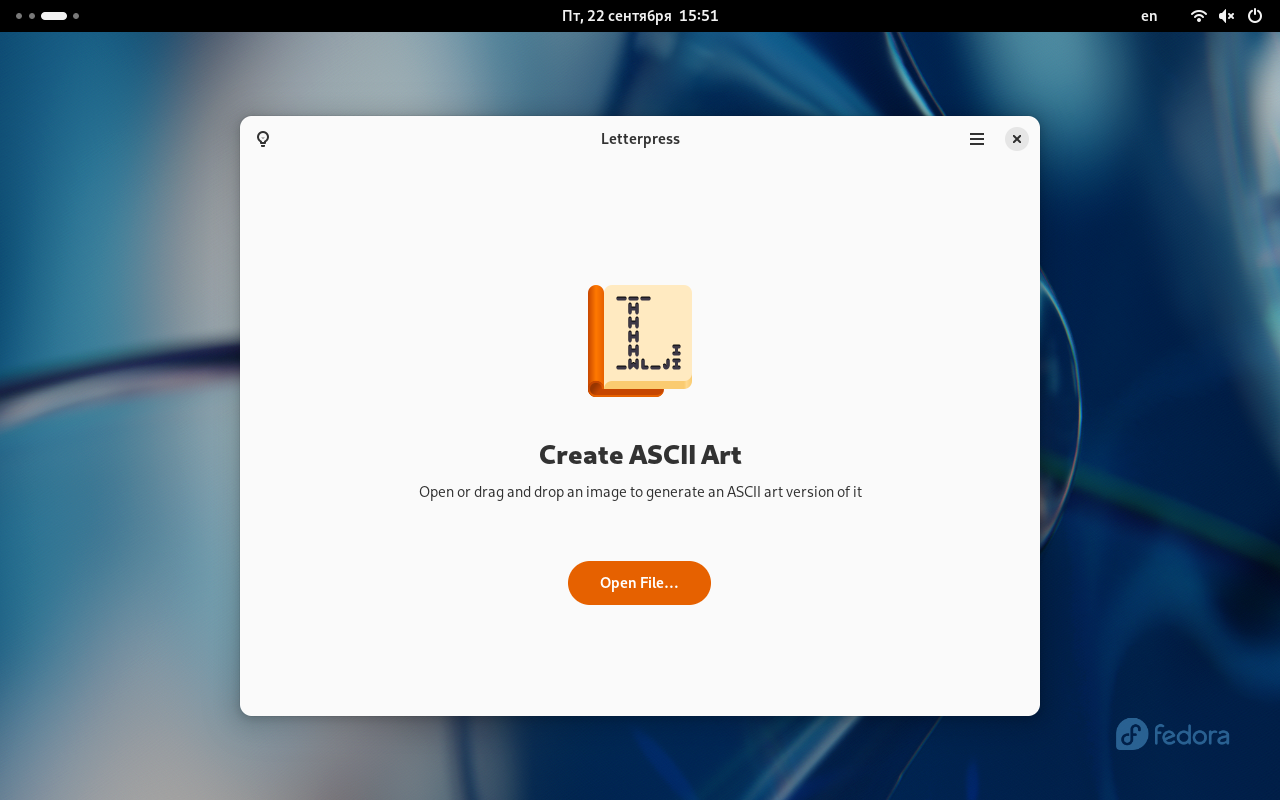 Пт, 22 сентября 15:51
en
Letterpress
Create ASCII Art
Open or drag and drop an image to generate an ASCII art version of it
Open File...
fedora